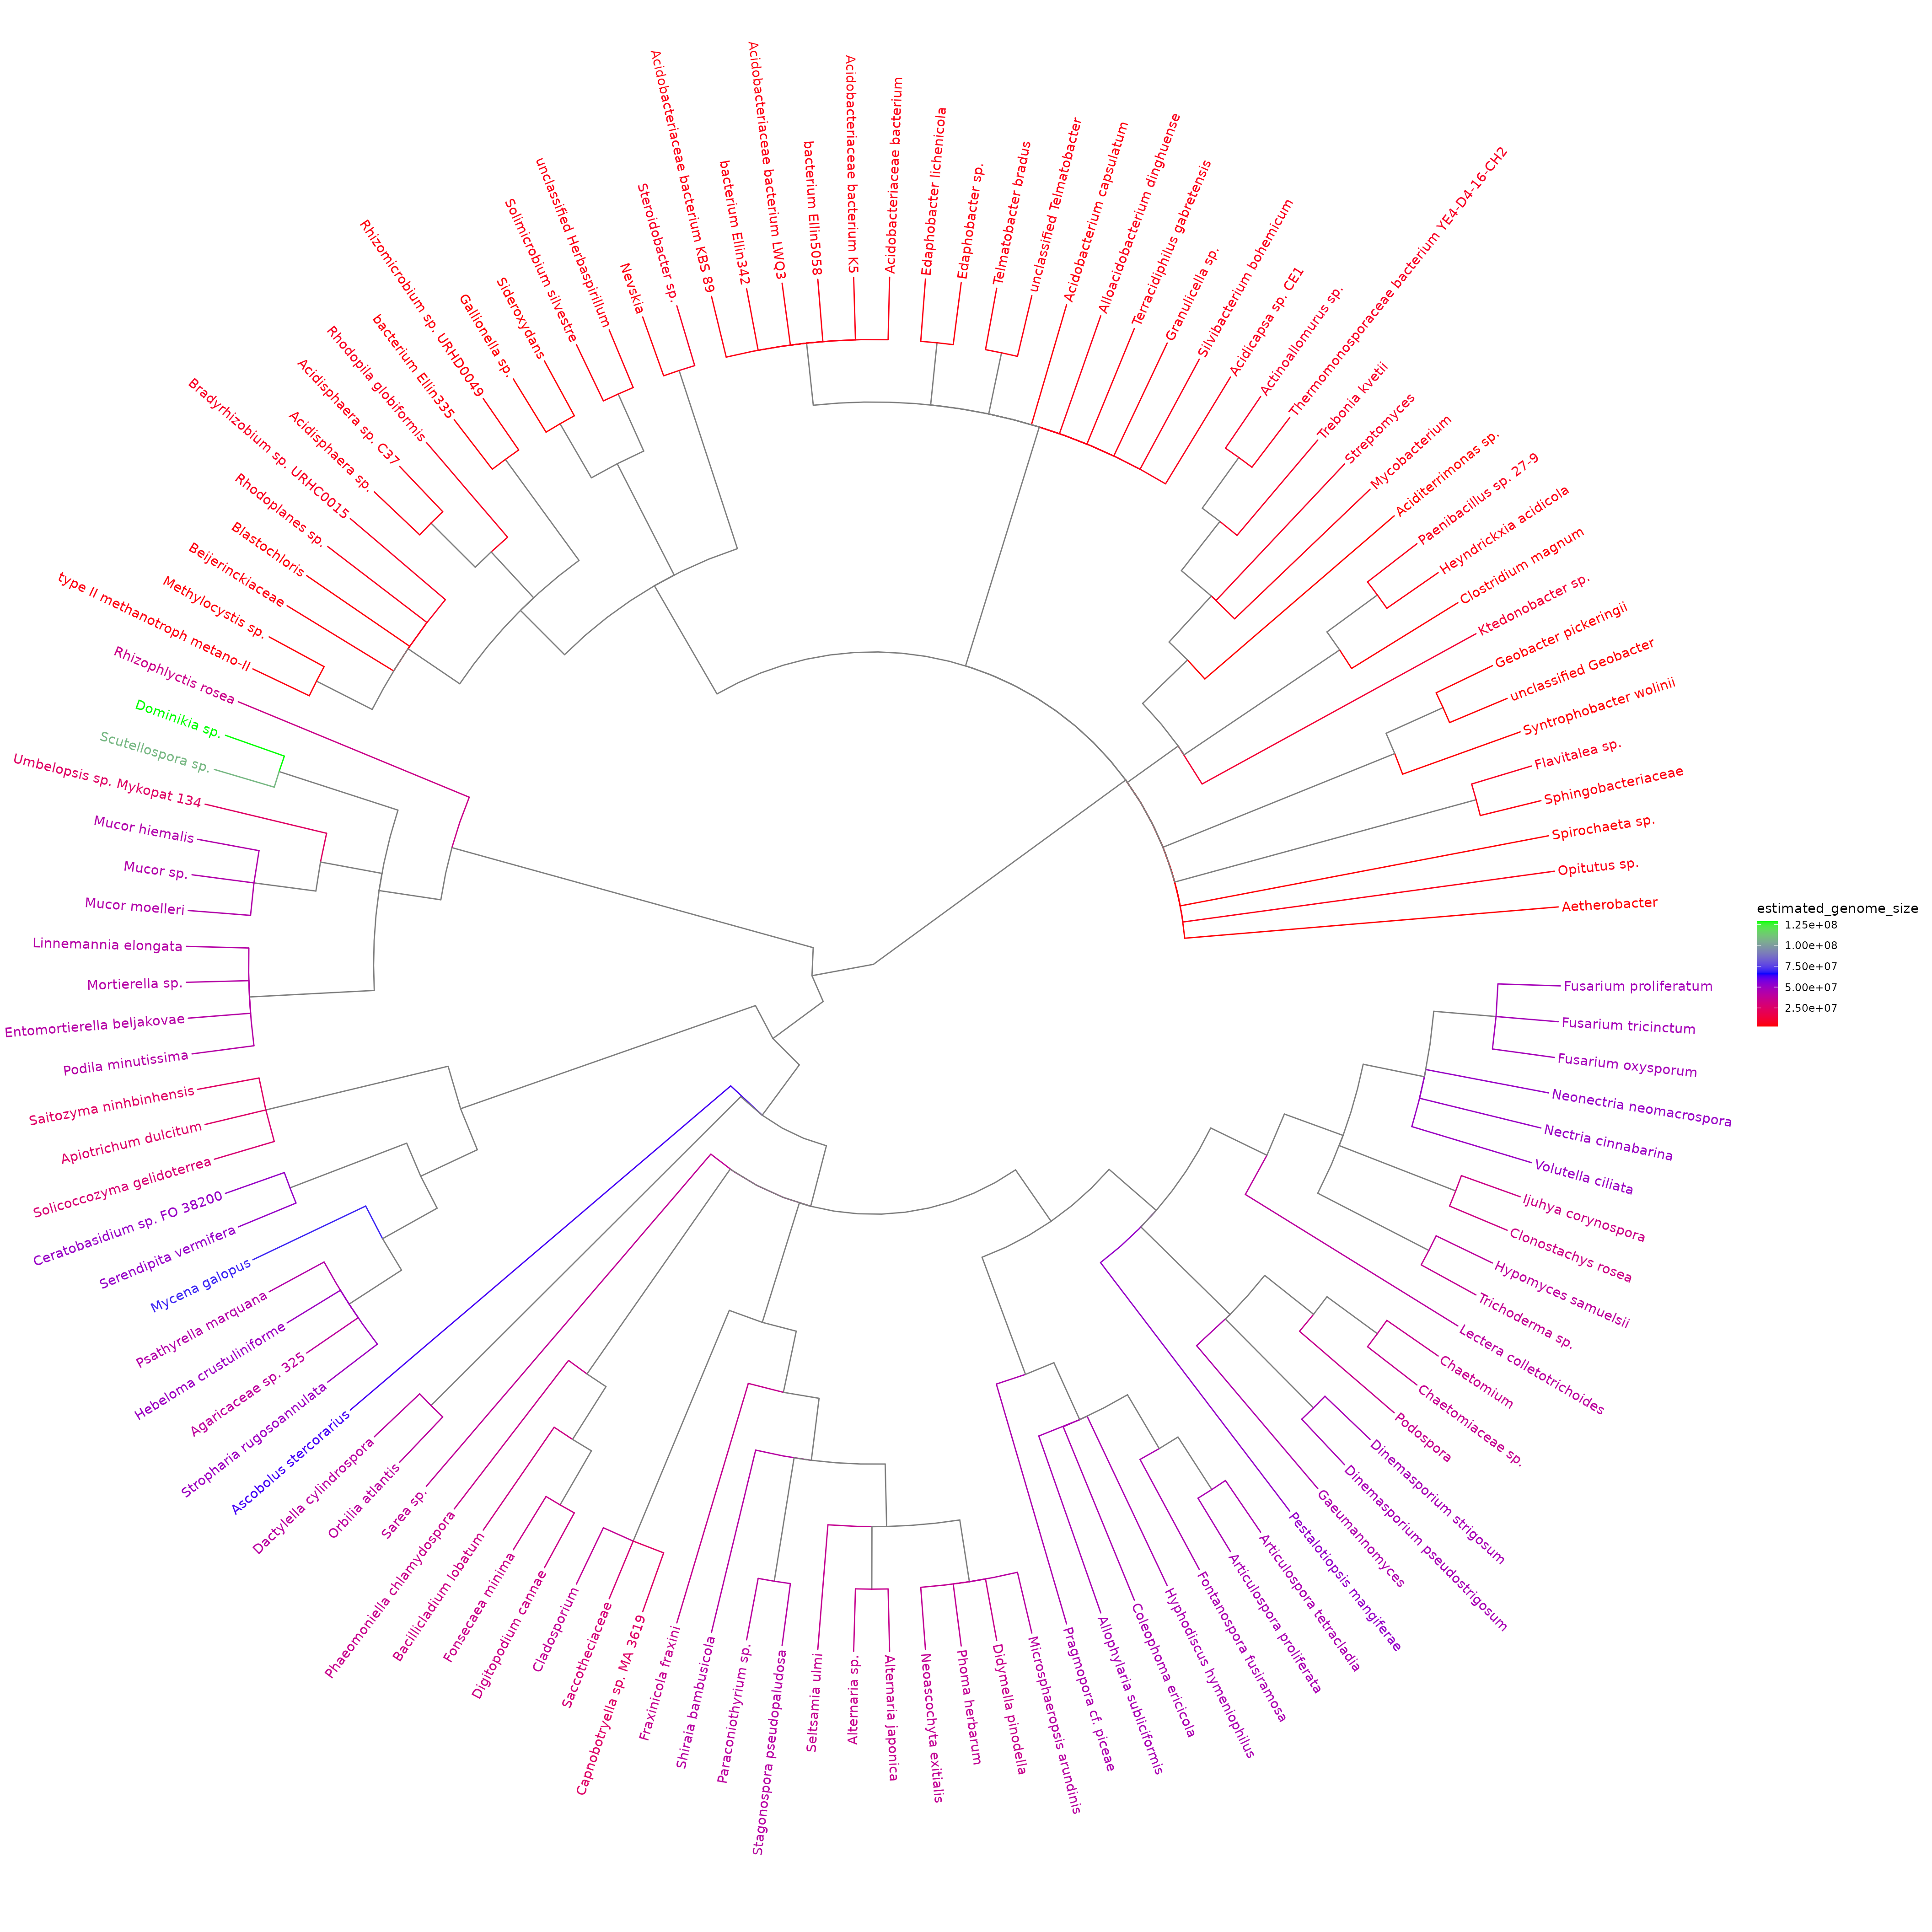 Acidobacteriaceae bacterium KBS 89
bacterium Ellin342
Acidobacteriaceae bacterium LWQ3
bacterium Ellin5058
Acidobacteriaceae bacterium K5
Acidobacteriaceae bacterium
Edaphobacter lichenicola
Edaphobacter sp.
Telmatobacter bradus
unclassified Telmatobacter
Acidobacterium capsulatum
Alloacidobacterium dinghuense
Terracidiphilus gabretensis
Granulicella sp.
Silvibacterium bohemicum
Acidicapsa sp. CE1
Actinoallomurus sp.
Thermomonosporaceae bacterium YE4-D4-16-CH2
Trebonia kvetii
Streptomyces
Mycobacterium
Aciditerrimonas sp.
Paenibacillus sp. 27-9
Heyndrickxia acidicola
Clostridium magnum
Ktedonobacter sp.
Geobacter pickeringii
unclassified Geobacter
Syntrophobacter wolinii
Flavitalea sp.
Sphingobacteriaceae
Spirochaeta sp.
Opitutus sp.
Aetherobacter
Fusarium proliferatum
Fusarium tricinctum
Fusarium oxysporum
Neonectria neomacrospora
Nectria cinnabarina
Volutella ciliata
Ijuhya corynospora
Clonostachys rosea
Hypomyces samuelsii
Trichoderma sp.
Lectera colletotrichoides
Chaetomium
Chaetomiaceae sp.
Podospora
Dinemasporium strigosum
Dinemasporium pseudostrigosum
Gaeumannomyces
Pestalotiopsis mangiferae
Articulospora tetracladia
Articulospora proliferata
Fontanospora fusiramosa
Hyphodiscus hymeniophilus
Coleophoma ericicola
Allophylaria subliciformis
Pragmopora cf. piceae
Microsphaeropsis arundinis
Didymella pinodella
Phoma herbarum
Neoascochyta exitialis
Alternaria japonica
Alternaria sp.
Seltsamia ulmi
Stagonospora pseudopaludosa
Paraconiothyrium sp.
Shiraia bambusicola
Fraxinicola fraxini
Capnobotryella sp. MA 3619
Saccotheciaceae
Cladosporium
Digitopodium cannae
Fonsecaea minima
Bacillicladium lobatum
Phaeomoniella chlamydospora
Sarea sp.
Orbilia atlantis
Dactylella cylindrospora
Ascobolus stercorarius
Stropharia rugosoannulata
Agaricaceae sp. 325
Hebeloma crustuliniforme
Psathyrella marquana
Mycena galopus
Serendipita vermifera
Ceratobasidium sp. FO 38200
Solicoccozyma gelidoterrea
Apiotrichum dulcitum
Saitozyma ninhbinhensis
Podila minutissima
Entomortierella beljakovae
Mortierella sp.
Linnemannia elongata
Mucor moelleri
Mucor sp.
Mucor hiemalis
Umbelopsis sp. Mykopat 134
Scutellospora sp.
Dominikia sp.
Rhizophlyctis rosea
type II methanotroph metano-II
Methylocystis sp.
Beijerinckiaceae
Blastochloris
Rhodoplanes sp.
Bradyrhizobium sp. URHC0015
Acidisphaera sp.
Acidisphaera sp. C37
Rhodopila globiformis
bacterium Ellin335
Rhizomicrobium sp. URHD0049
Gallionella sp.
Sideroxydans
Solimicrobium silvestre
unclassified Herbaspirillum
Nevskia
Steroidobacter sp.
estimated_genome_size
1.25e+08
1.00e+08
7.50e+07
5.00e+07
2.50e+07